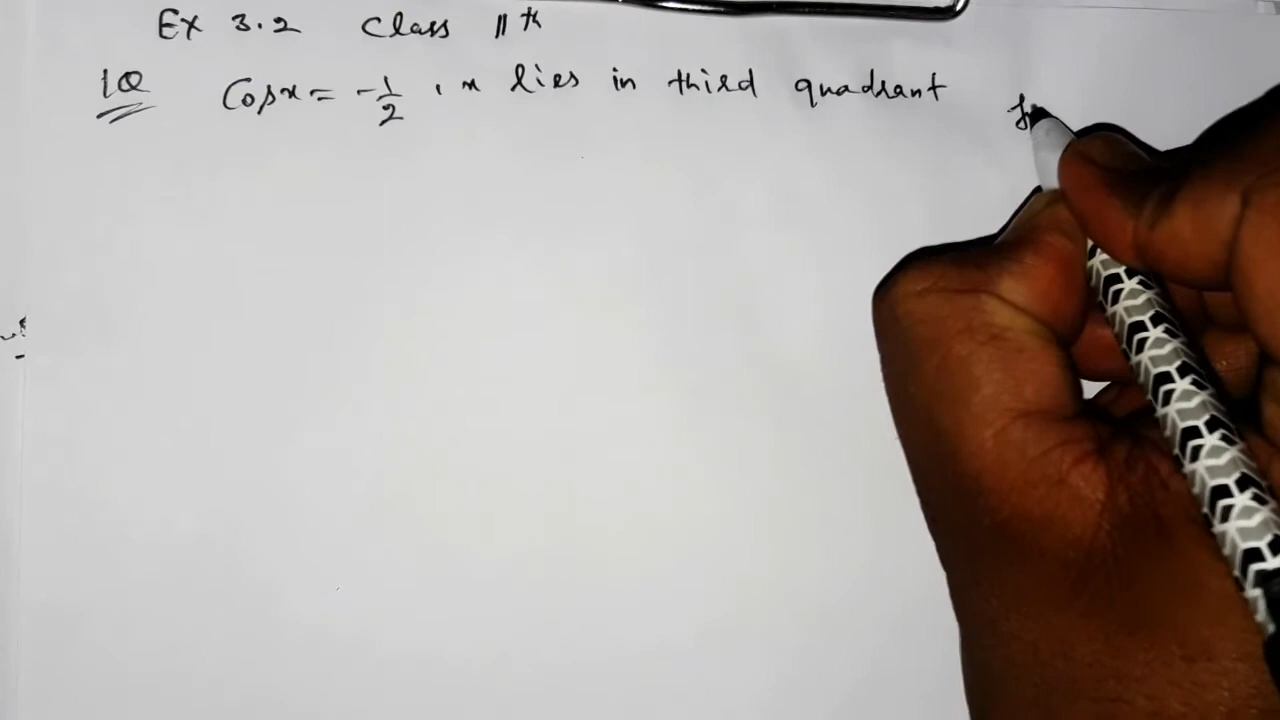 Ex 3.2 Class 11th
1Q Cosx = -1/2 , x lies in third quadrant